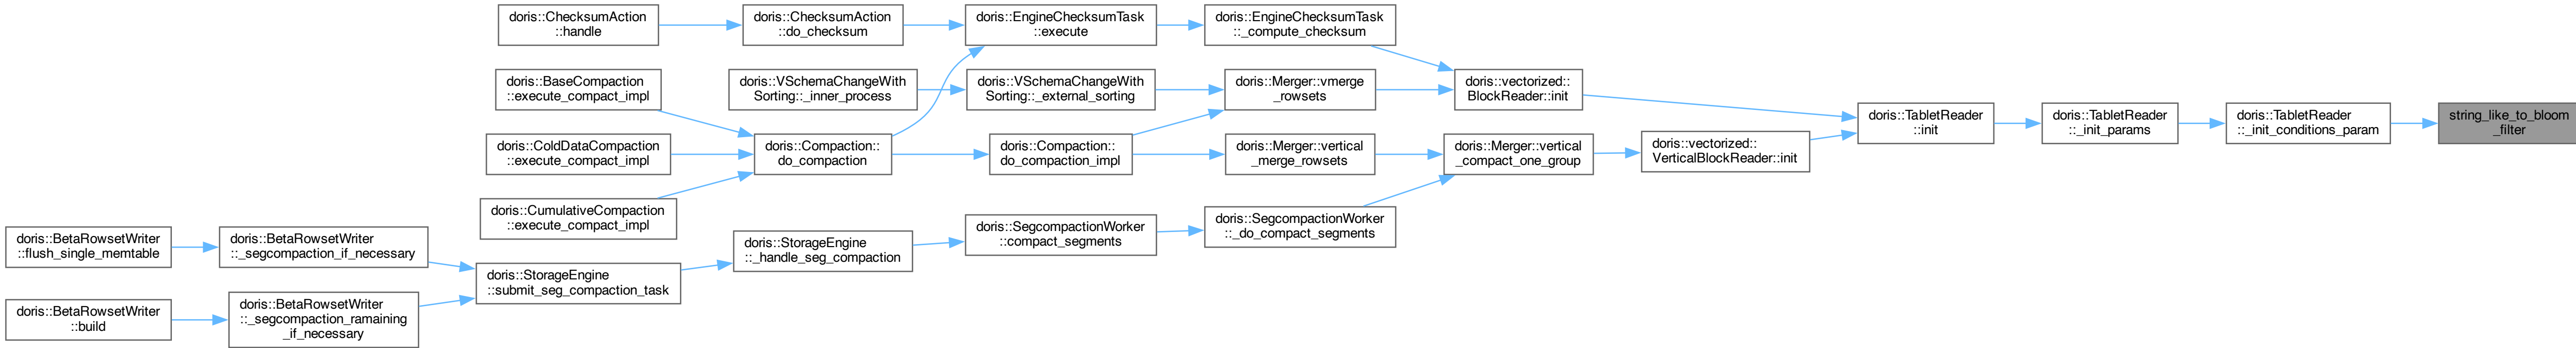 doris::ChecksumAction
::handle
doris::ChecksumAction
::do_checksum
doris::EngineChecksumTask
::execute
doris::EngineChecksumTask
::_compute_checksum
doris::BaseCompaction
::execute_compact_impl
doris::VSchemaChangeWith
Sorting::_inner_process
doris::VSchemaChangeWith
Sorting::_external_sorting
doris::Merger::vmerge
_rowsets
doris::vectorized::
BlockReader::init
doris::TabletReader
::init
doris::TabletReader
::_init_params
doris::TabletReader
::_init_conditions_param
string_like_to_bloom
_filter
doris::ColdDataCompaction
::execute_compact_impl
doris::Compaction::
do_compaction
doris::Compaction::
do_compaction_impl
doris::Merger::vertical
_merge_rowsets
doris::Merger::vertical
_compact_one_group
doris::vectorized::
VerticalBlockReader::init
doris::CumulativeCompaction
::execute_compact_impl
doris::SegcompactionWorker
::compact_segments
doris::SegcompactionWorker
::_do_compact_segments
doris::BetaRowsetWriter
::flush_single_memtable
doris::BetaRowsetWriter
::_segcompaction_if_necessary
doris::StorageEngine
::_handle_seg_compaction
doris::StorageEngine
::submit_seg_compaction_task
doris::BetaRowsetWriter
::build
doris::BetaRowsetWriter
::_segcompaction_ramaining
_if_necessary